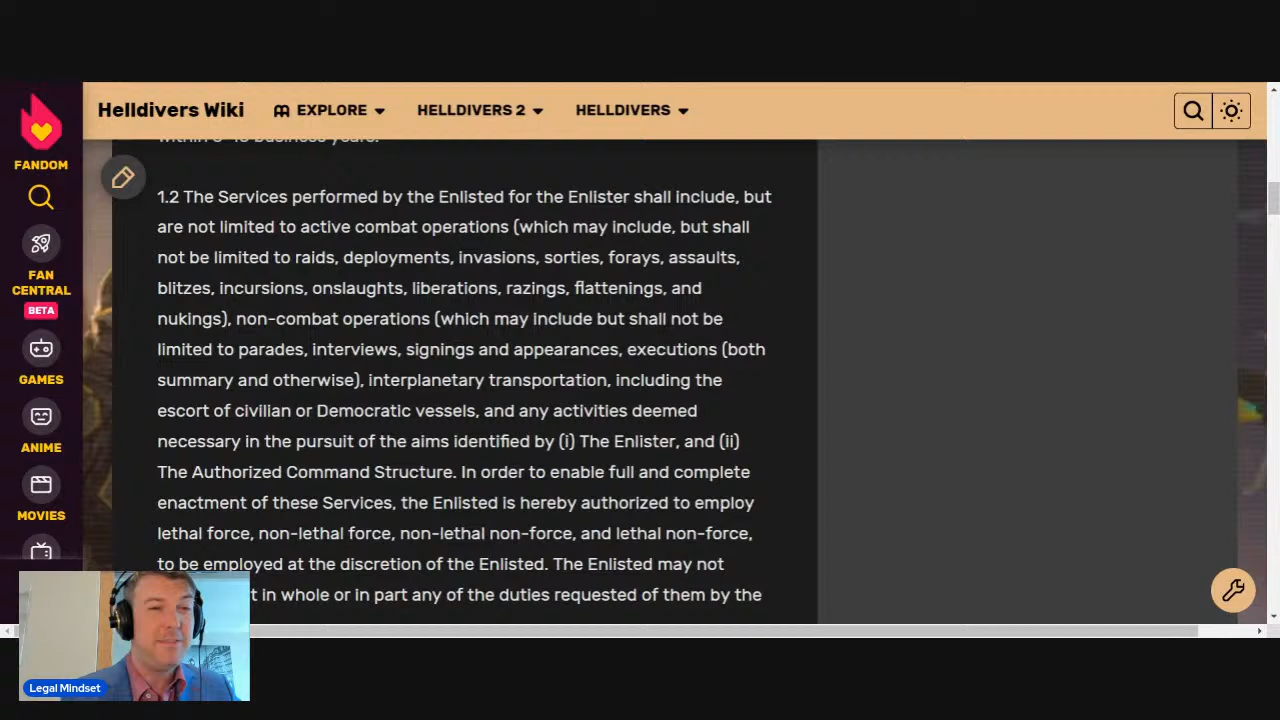 Helldivers Wiki
EXPLORE
HELLDIVERS 2
HELLDIVERS
FANDOM
FAN
CENTRAL
BETA
GAMES
ANIME
MOVIES
within 6-10 business years.
1.2 The Services performed by the Enlisted for the Enlister shall include, but
are not limited to active combat operations (which may include, but shall
not be limited to raids, deployments, invasions, sorties, forays, assaults,
blitzes, incursions, onslaughts, liberations, razings, flattenings, and
nukings), non-combat operations (which may include but shall not be
limited to parades, interviews, signings and appearances, executions (both
summary and otherwise), interplanetary transportation, including the
escort of civilian or Democratic vessels, and any activities deemed
necessary in the pursuit of the aims identified by (i) The Enlister, and (ii)
The Authorized Command Structure. In order to enable full and complete
enactment of these Services, the Enlisted is hereby authorized to employ
lethal force, non-lethal force, non-lethal non-force, and lethal non-force,
to be employed at the discretion of the Enlisted. The Enlisted may not
in whole or in part any of the duties requested of them by the
Legal Mindset